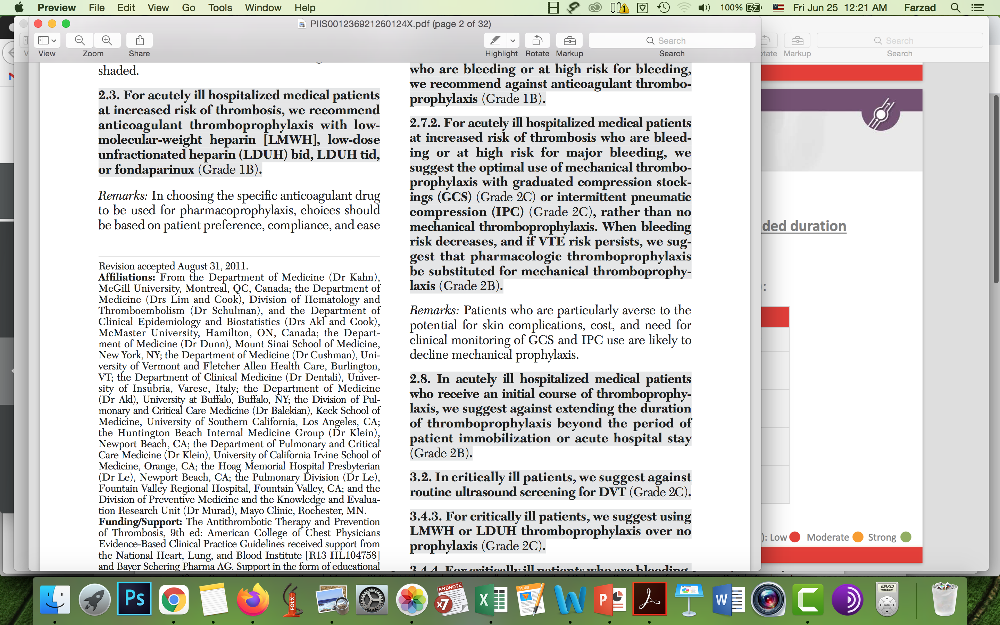 Preview File Edit View Go Tools Window Help
100% Fri Jun 25 12:21 AM Farzad
PIIS001236921260124X.pdf (page 2 of 32)
View Zoom Share
Search
Highlight Rotate Markup Search
shaded.
2.3. For acutely ill hospitalized medical patients
at increased risk of thrombosis, we recommend
anticoagulant thromboprophylaxis with low-
molecular-weight heparin [LMWH], low-dose
unfractionated heparin (LDUH) bid, LDUH tid,
or fondaparinux (Grade 1B).
Remarks: In choosing the specific anticoagulant drug
to be used for pharmacoprophylaxis, choices should
be based on patient preference, compliance, and ease
Revision accepted August 31, 2011.
Affiliations: From the Department of Medicine (Dr Kahn),
McGill University, Montreal, QC, Canada; the Department of
Medicine (Drs Lim and Cook), Division of Hematology and
Thromboembolism (Dr Schulman), and the Department of
Clinical Epidemiology and Biostatistics (Drs Akl and Cook),
McMaster University, Hamilton, ON, Canada; the Depart-
ment of Medicine (Dr Dunn), Mount Sinai School of Medicine,
New York, NY; the Department of Medicine (Dr Cushman), Uni-
versity of Vermont and Fletcher Allen Health Care, Burlington,
VT; the Department of Clinical Medicine (Dr Dentali), Univer-
sity of Insubria, Varese, Italy; the Department of Medicine
(Dr Akl), University at Buffalo, Buffalo, NY; the Division of Pul-
monary and Critical Care Medicine (Dr Balekian), Keck School of
Medicine, University of Southern California, Los Angeles, CA;
the Huntington Beach Internal Medicine Group (Dr Klein),
Newport Beach, CA; the Department of Pulmonary and Critical
Care Medicine (Dr Klein), University of California Irvine School of
Medicine, Orange, CA; the Hoag Memorial Hospital Presbyterian
(Dr Le), Newport Beach, CA; the Pulmonary Division (Dr Le),
Fountain Valley Regional Hospital, Fountain Valley, CA; and the
Division of Preventive Medicine and the Knowledge and Evalua-
tion Research Unit (Dr Murad), Mayo Clinic, Rochester, MN.
Funding/Support: The Antithrombotic Therapy and Prevention
of Thrombosis, 9th ed: American College of Chest Physicians
Evidence-Based Clinical Practice Guidelines received support from
the National Heart, Lung, and Blood Institute [R13 HL104758]
and Bayer Schering Pharma AG. Support in the form of educational
who are bleeding or at high risk for bleeding,
we recommend against anticoagulant thrombo-
prophylaxis (Grade 1B).
2.7.2. For acutely ill hospitalized medical patients
at increased risk of thrombosis who are bleed-
ing or at high risk for major bleeding, we
suggest the optimal use of mechanical thrombo-
prophylaxis with graduated compression stock-
ings (GCS) (Grade 2C) or intermittent pneumatic
compression (IPC) (Grade 2C), rather than no
mechanical thromboprophylaxis. When bleeding
risk decreases, and if VTE risk persists, we sug-
gest that pharmacologic thromboprophylaxis
be substituted for mechanical thromboprophy-
laxis (Grade 2B).
Remarks: Patients who are particularly averse to the
potential for skin complications, cost, and need for
clinical monitoring of GCS and IPC use are likely to
decline mechanical prophylaxis.
2.8. In acutely ill hospitalized medical patients
who receive an initial course of thromboprophy-
laxis, we suggest against extending the duration
of thromboprophylaxis beyond the period of
patient immobilization or acute hospital stay
(Grade 2B).
3.2. In critically ill patients, we suggest against
routine ultrasound screening for DVT (Grade 2C).
3.4.3. For critically ill patients, we suggest using
LMWH or LDUH thromboprophylaxis over no
prophylaxis (Grade 2C).
3.4.4. For critically ill patients who are bleeding,
Search
tate Markup Search
ded duration
):
): Low Moderate Strong
Ps
FOLX
ENDNOTE
X7
X
PAGES
W
P
KEYNOTE
W
C
DVD
enter